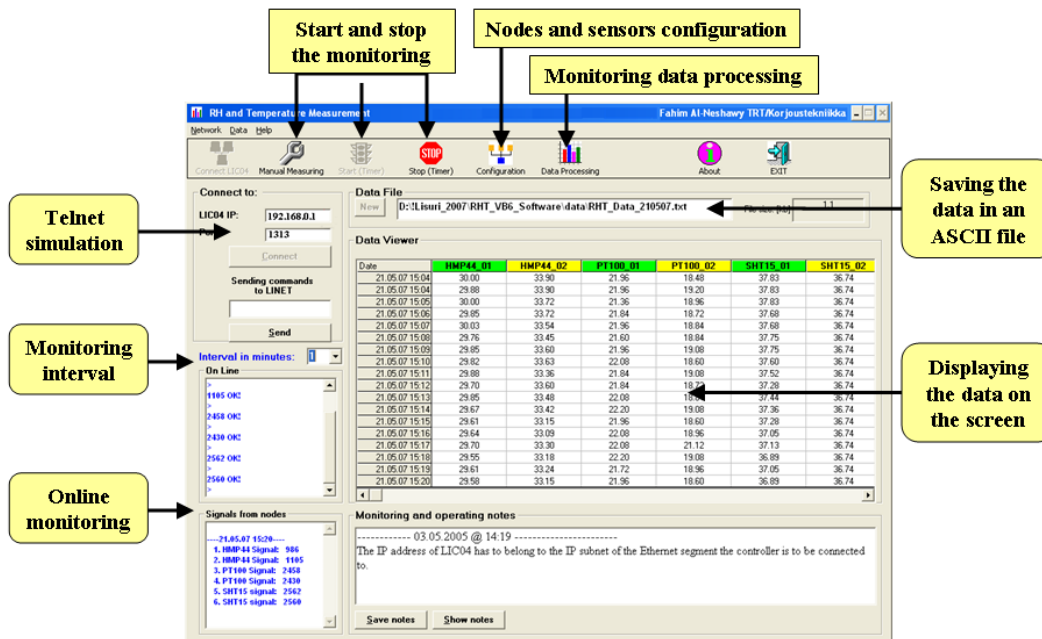 Start and stop
the monitoring
Nodes and sensors configuration
Monitoring data processing
RH and Temperature Measurement
Fahim Al-Neshawy TRT/Korjoustekniikka
Network Data Help
Connect LIC04 Manual Measuring Start (Timer) STOP Stop (Timer) Configuration Data Processing About EXIT
Telnet
simulation
Connect to:
LIC04 IP: 192.168.0.1
1313
Connect
Sending commands
to LINET
Send
Data File
New D:\!Lisuri_2007\RHT_VB6_Software\data\RHT_Data_210507.txt File size: [kb] 1.1
Saving the
data in an
ASCII file
Data Viewer
Date HMP44_01 HMP44_02 PT100_01 PT100_02 SHT15_01 SHT15_02
21.05.07 15:04 30.00 33.90 21.96 18.48 37.83 36.74
21.05.07 15:04 29.88 33.90 21.96 19.20 37.83 36.74
21.05.07 15:05 30.00 33.72 21.36 18.96 37.83 36.74
21.05.07 15:06 29.85 33.72 21.84 18.72 37.68 36.74
21.05.07 15:07 30.03 33.54 21.96 18.84 37.68 36.74
21.05.07 15:08 29.76 33.45 21.60 18.84 37.75 36.74
21.05.07 15:09 29.85 33.60 21.96 19.08 37.75 36.74
21.05.07 15:10 29.82 33.63 22.08 18.60 37.60 36.74
21.05.07 15:11 29.88 33.36 21.84 19.08 37.52 36.74
21.05.07 15:12 29.70 33.60 21.84 18.72 37.28 36.74
21.05.07 15:13 29.85 33.48 22.08 37.44 36.74
21.05.07 15:14 29.67 33.42 22.20 19.08 37.36 36.74
21.05.07 15:15 29.61 33.15 21.96 18.60 37.28 36.74
21.05.07 15:16 29.64 33.09 22.08 18.96 37.05 36.74
21.05.07 15:17 29.70 33.30 22.08 21.12 37.13 36.74
21.05.07 15:18 29.55 33.18 22.20 19.08 36.89 36.74
21.05.07 15:19 29.61 33.24 21.72 18.96 37.05 36.74
21.05.07 15:20 29.58 33.15 21.96 18.60 36.89 36.74
Displaying
the data on
the screen
Monitoring
interval
Interval in minutes: 1
On Line
>
1105 OK!
>
2458 OK!
>
2430 OK!
>
2562 OK!
>
2560 OK!
>
Online
monitoring
Signals from nodes
----21.05.07 15:20----
1. HMP44 Signal: 986
2. HMP44 Signal: 1105
3. PT100 Signal: 2458
4. PT100 Signal: 2430
5. SHT15 signal: 2562
6. SHT15 signal: 2560
Monitoring and operating notes
------------ 03.05.2005 @ 14:19 ------------------------
The IP address of LIC04 has to belong to the IP subnet of the Ethernet segment the controller is to be connected
to.
Save notes Show notes